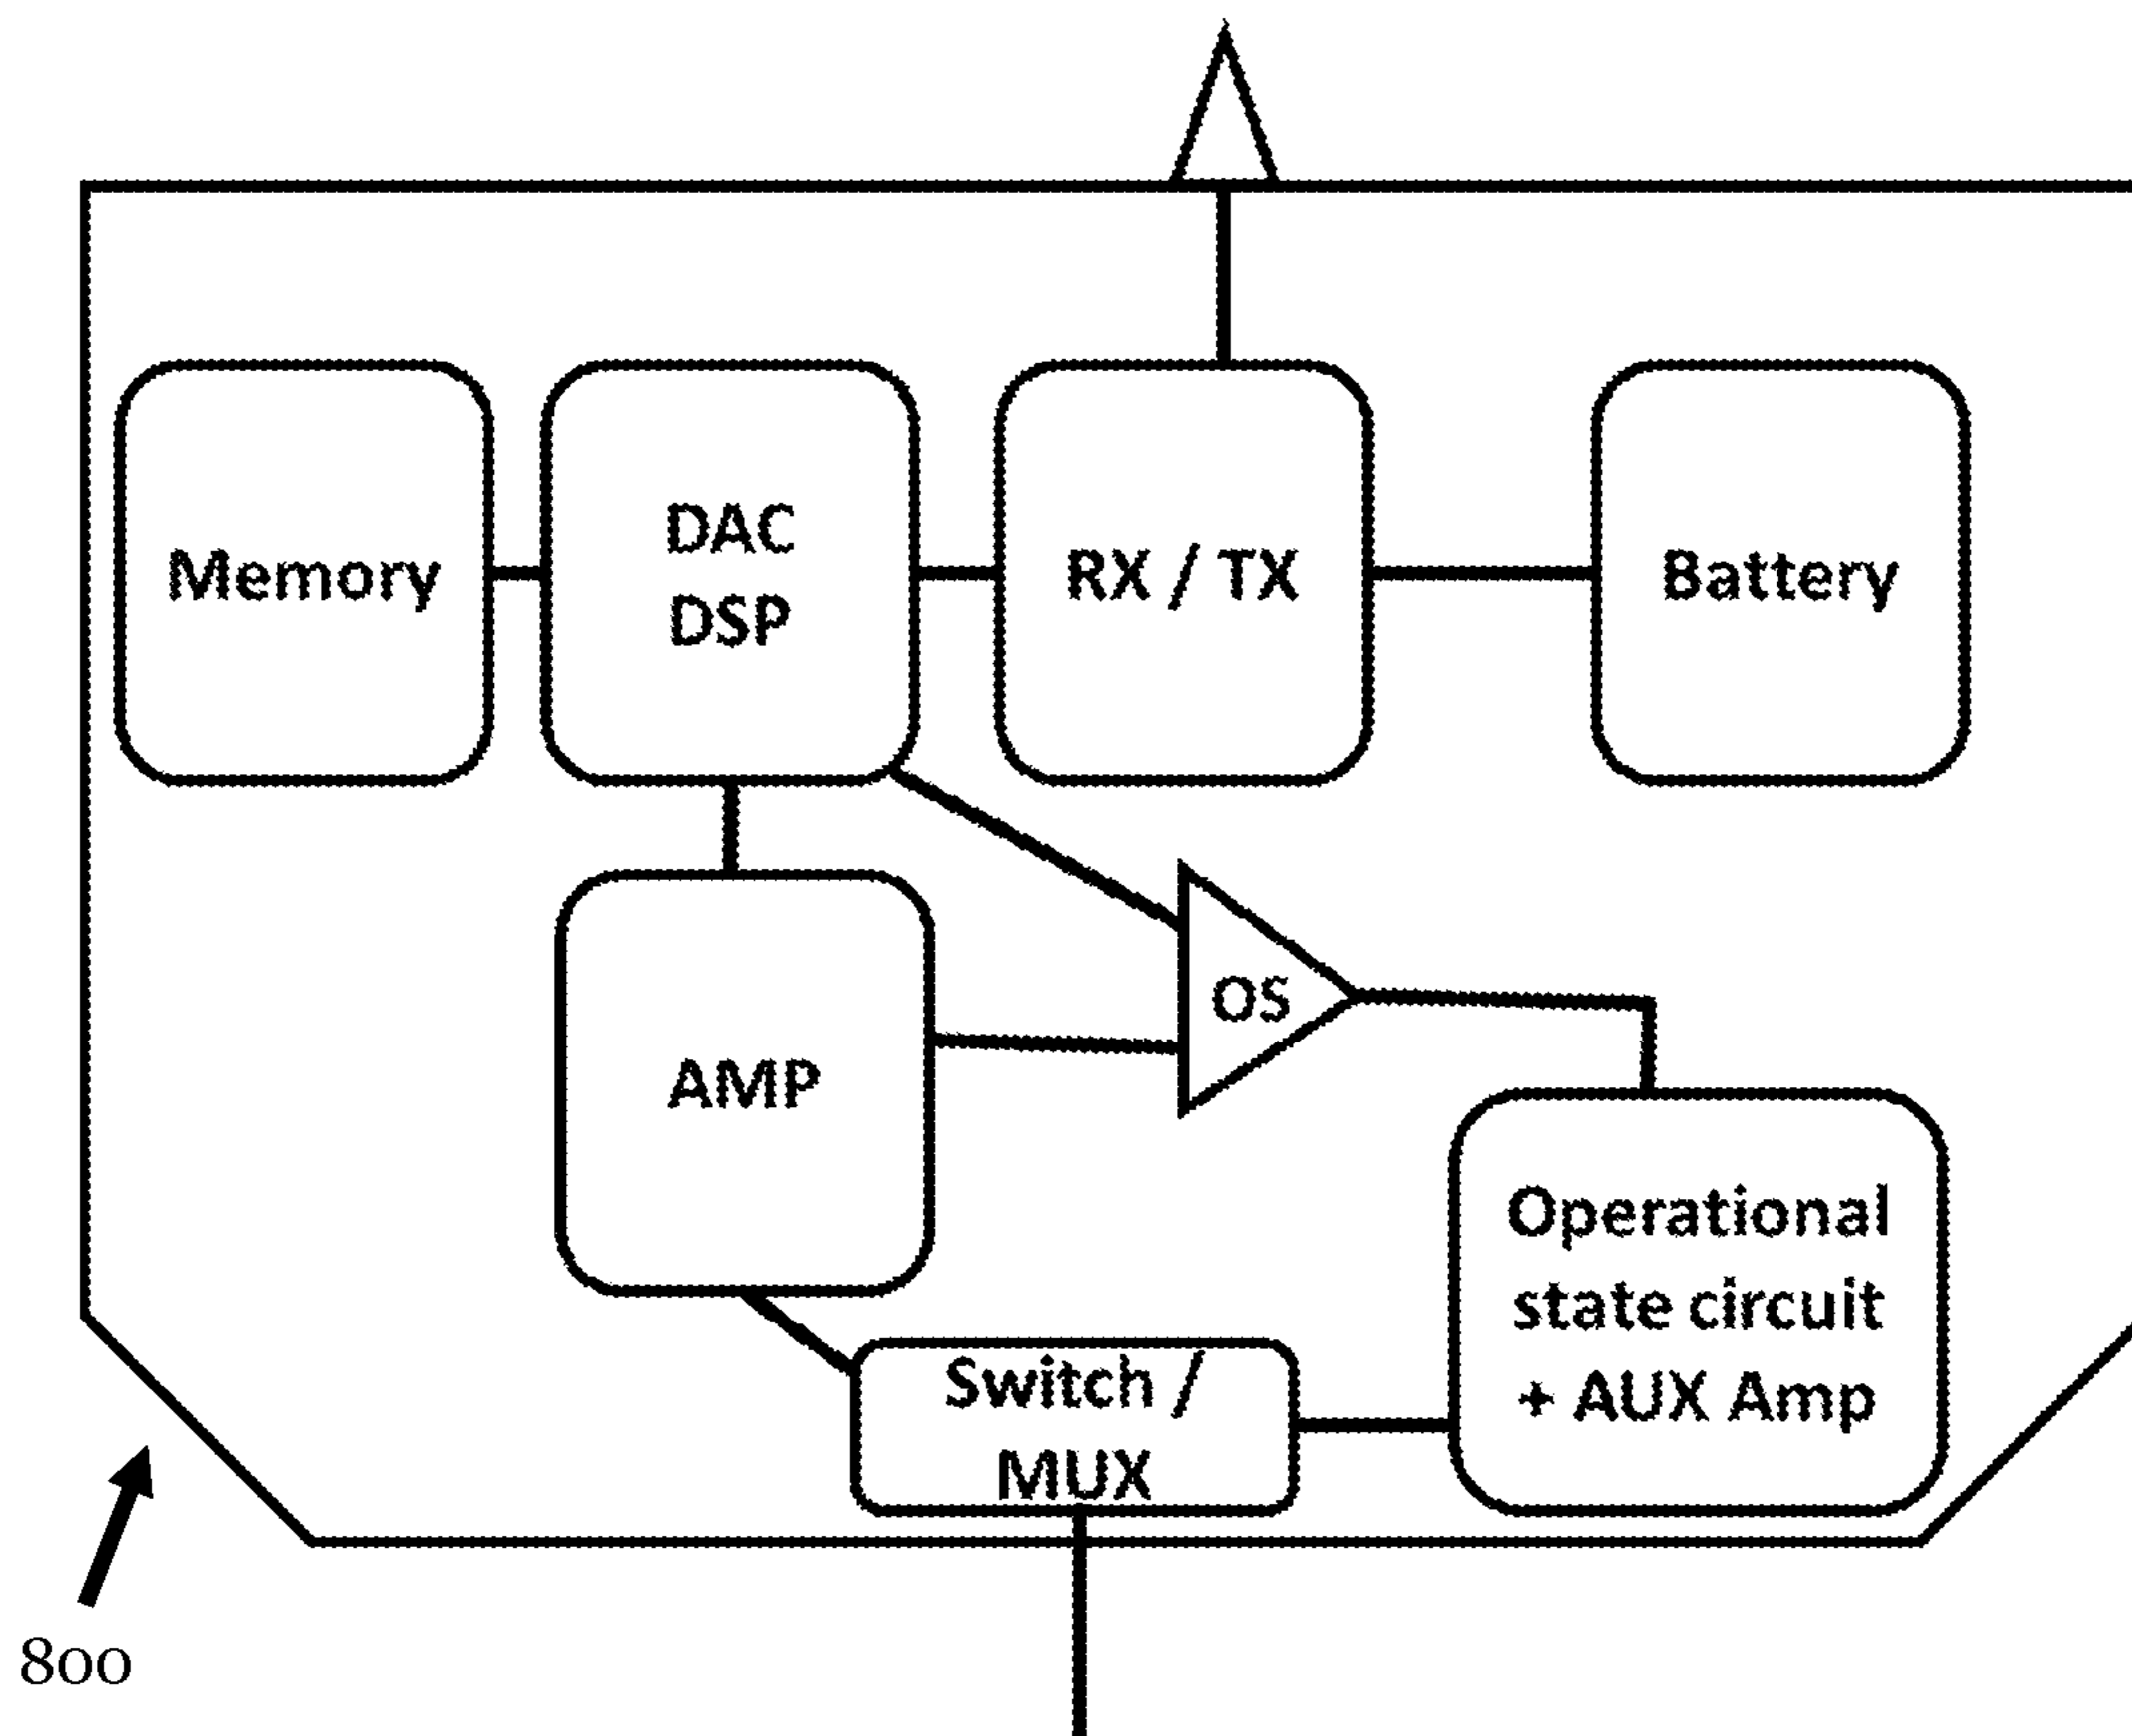 Memory
DAC
DSP
RX / TX
Battery
OS
AMP
Operational
state circuit
+ AUX Amp
Switch /
MUX
800